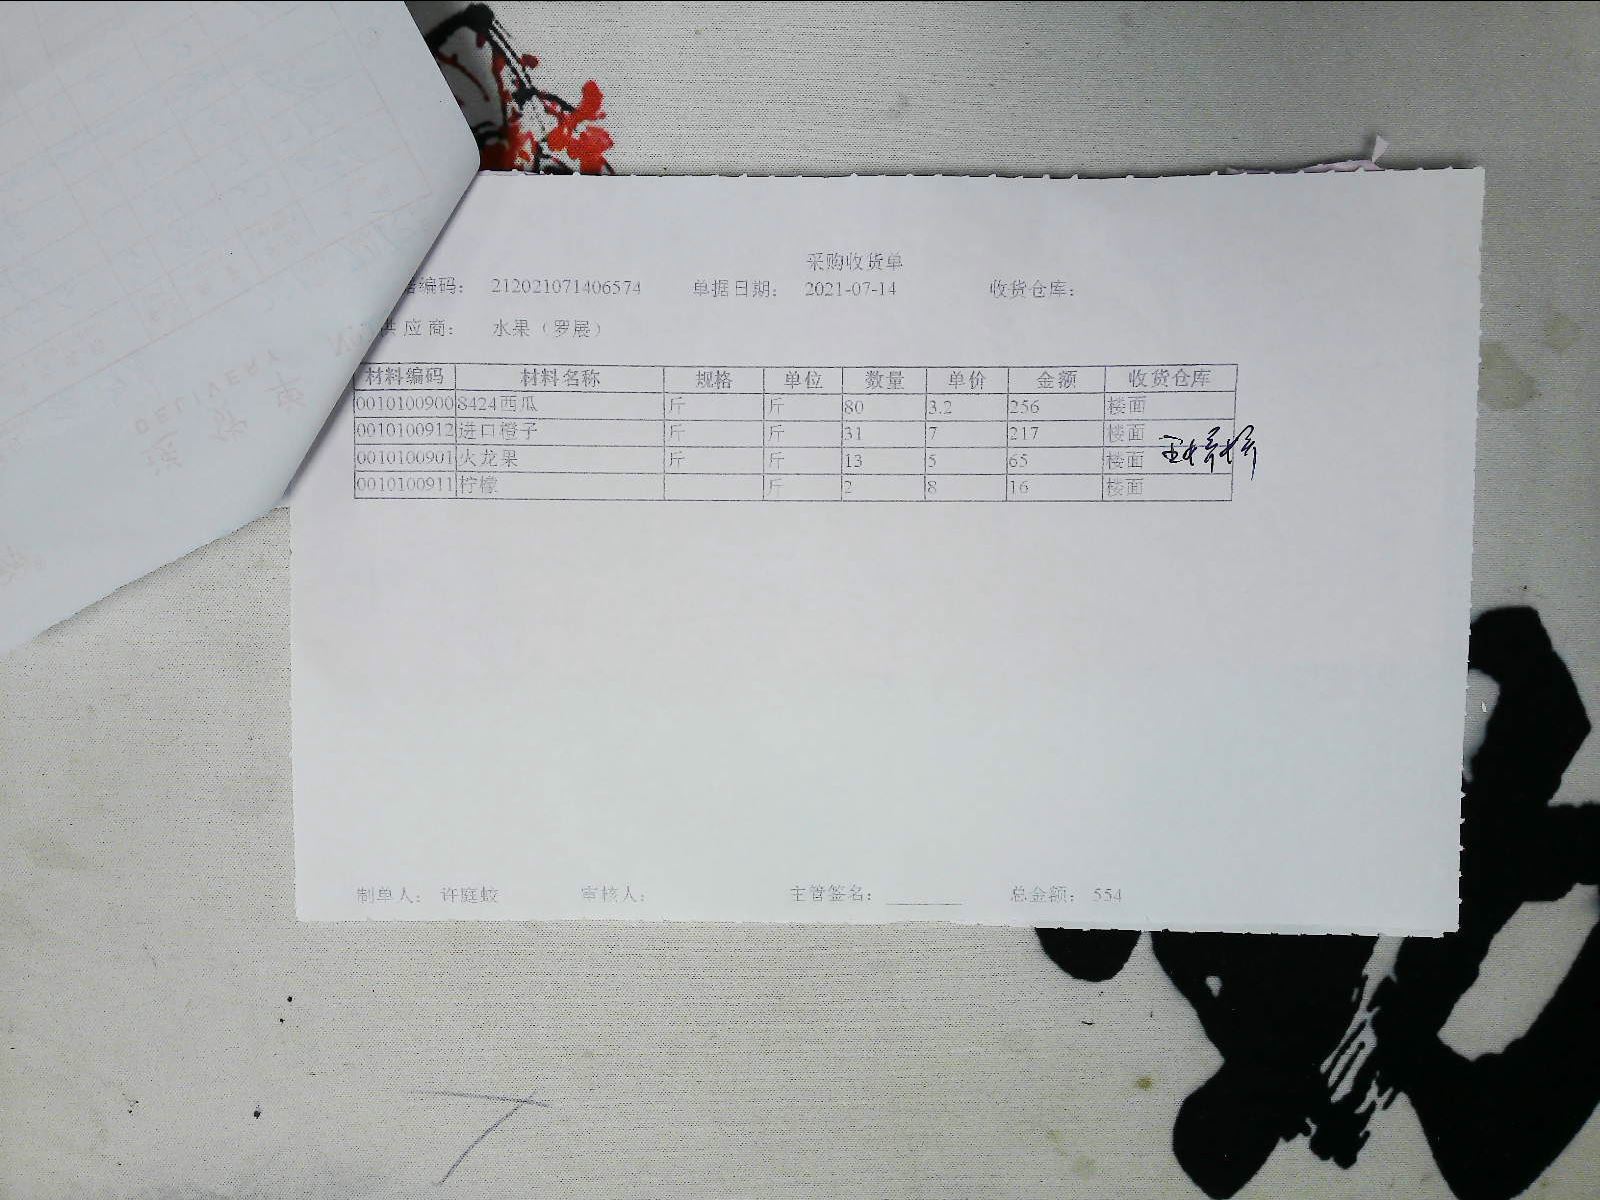 采购收货单
编码： 212021071406574 单据日期： 2021-07-14 收货仓库：
供应商： 水果（罗展）
材料编码 材料名称 规格 单位 数量 单价 金额 收货仓库
0010100900 8424西瓜 斤 斤 80 3.2 256 楼面
0010100912 进口橙子 斤 斤 31 7 217 楼面
0010100901 火龙果 斤 斤 13 5 65 楼面
0010100911 柠檬 斤 2 8 16 楼面
制单人： 许庭蛟 审核人： 主管签名： 总金额： 554
DELIVERY